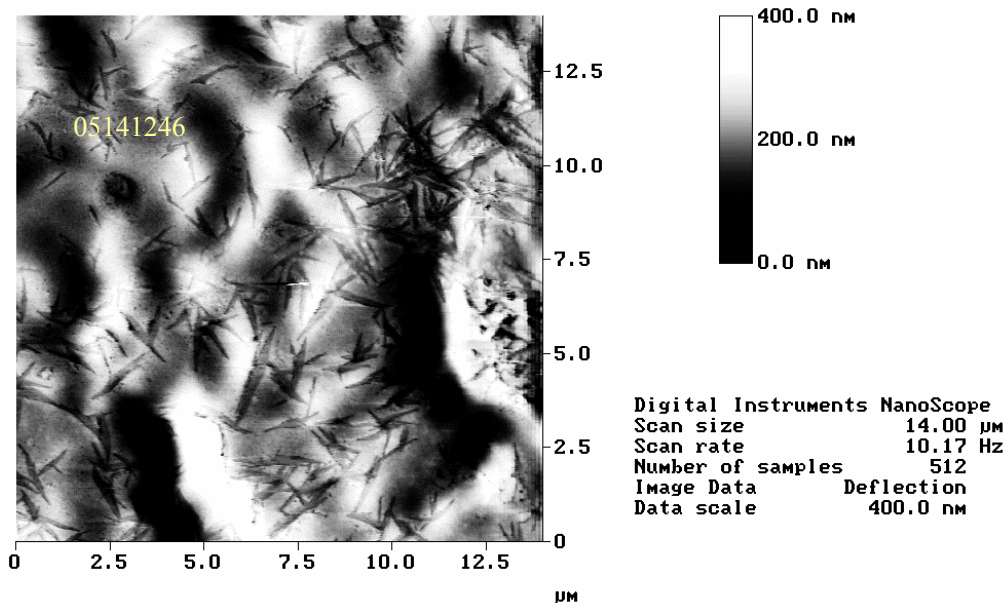 400.0 nm
12.5
05141246
200.0 nm
10.0
7.5
0.0 nm
5.0
Digital Instruments NanoScope
Scan size 14.00 µm
Scan rate 10.17 Hz
2.5
Number of samples 512
Image Data Deflection
Data scale 400.0 nm
0
0 2.5 5.0 7.5 10.0 12.5
µm